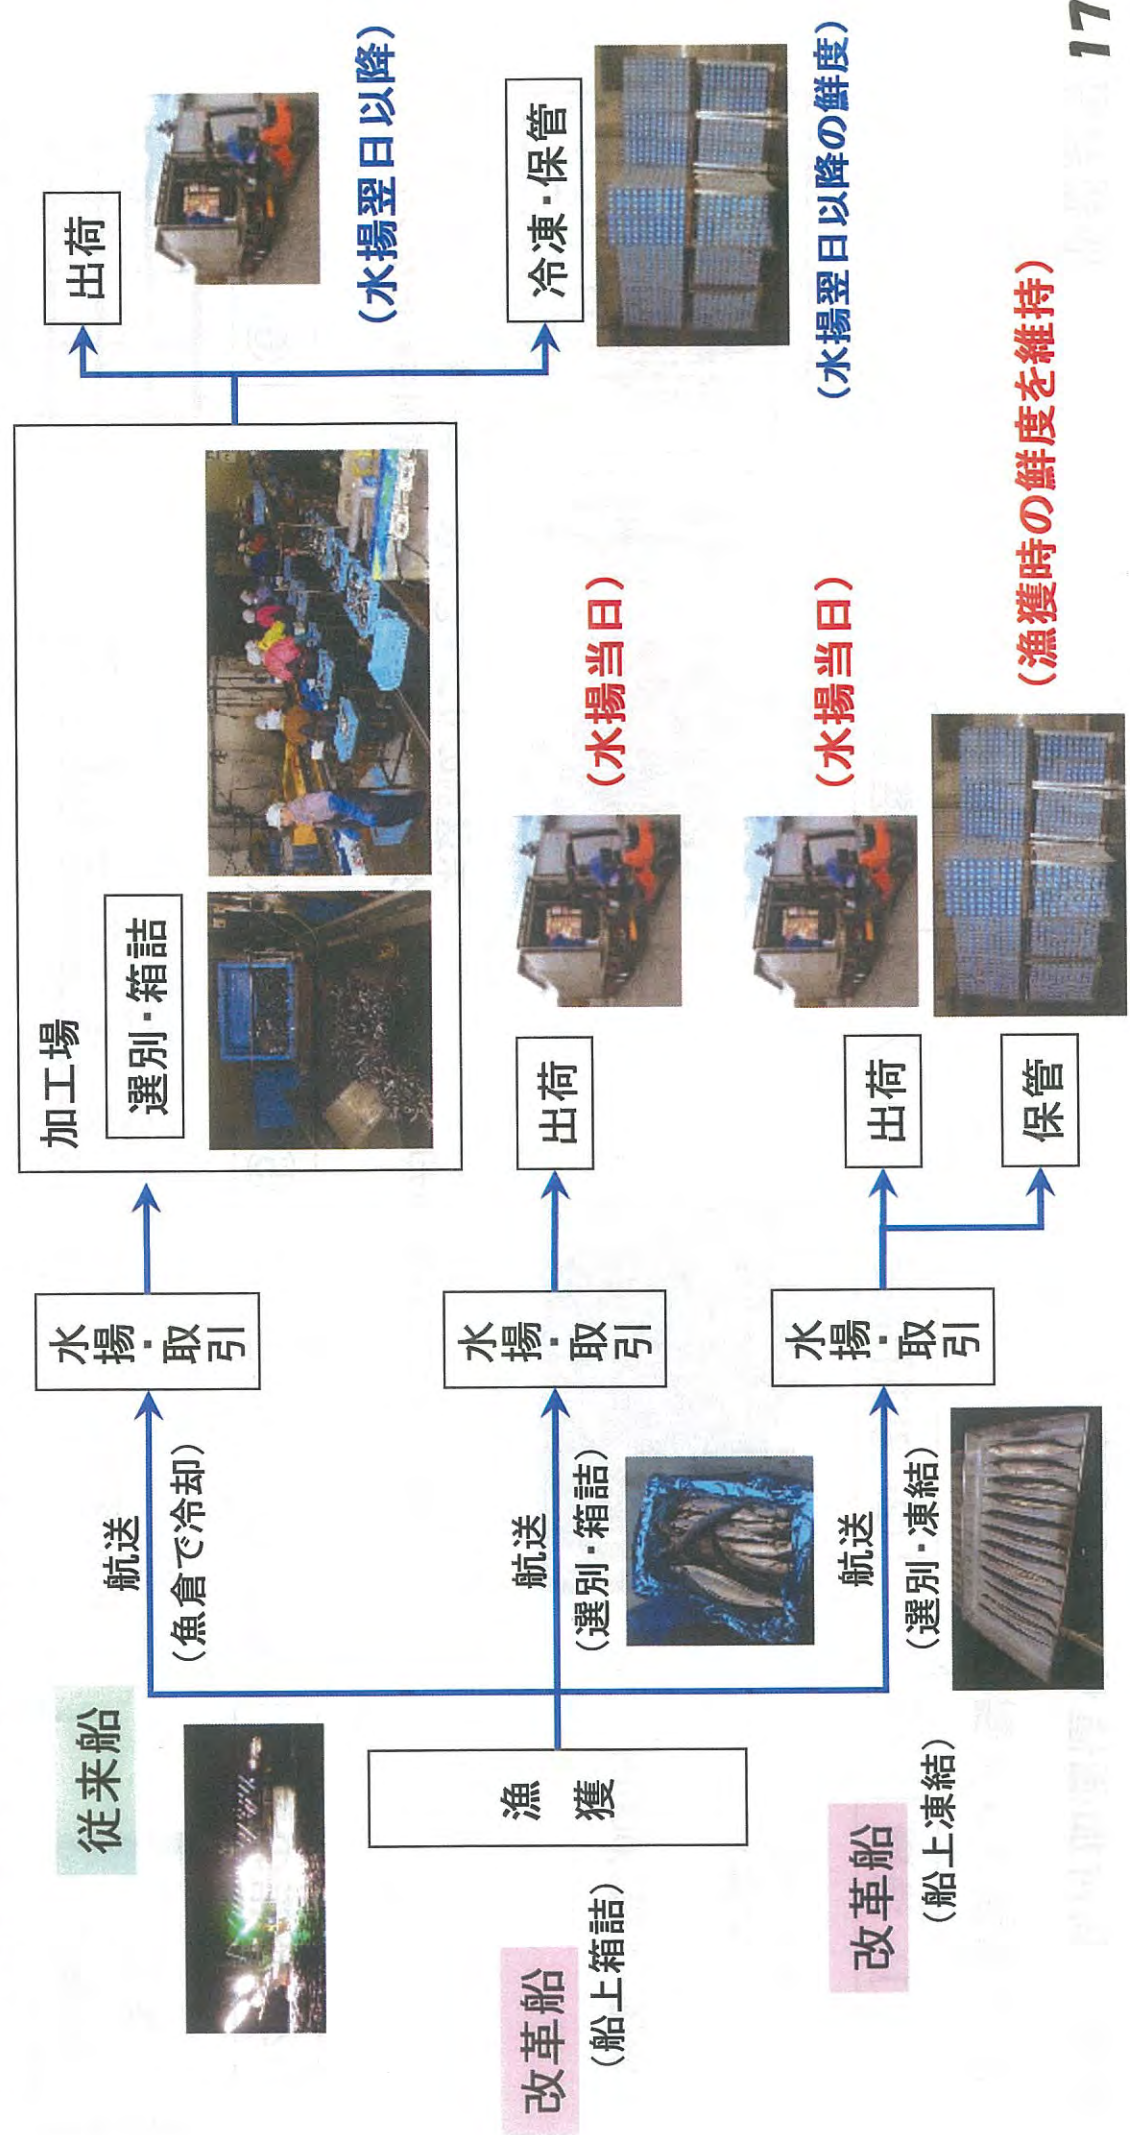 従来船
航送
(魚倉で冷却)
水揚・取引
加工場
選別・箱詰
出荷
(水揚翌日以降)
冷凍・保管
(水揚翌日以降の鮮度)
漁獲
改革船
(船上箱詰)
航送
(選別・箱詰)
水揚・取引
出荷
(水揚当日)
改革船
(船上凍結)
航送
(選別・凍結)
水揚・取引
出荷
(水揚当日)
保管
(漁獲時の鮮度を維持)
17